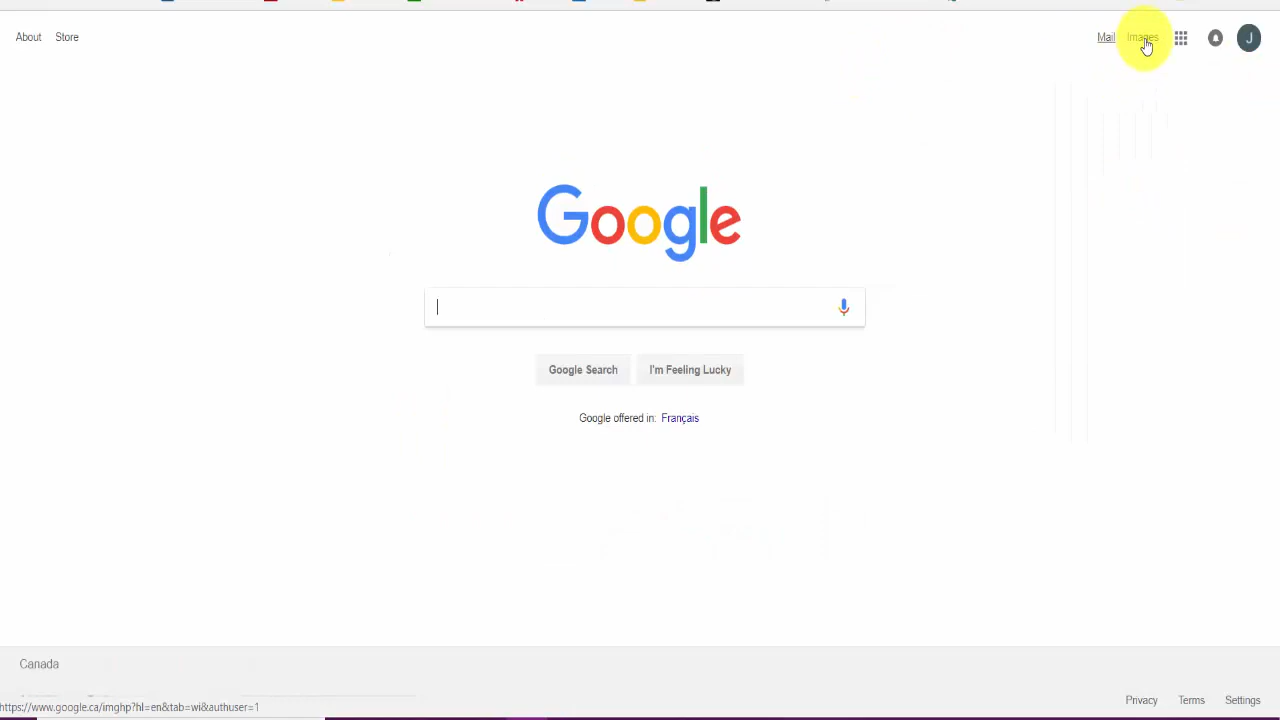 About Store Mail Images J
Google
Google Search I'm Feeling Lucky
Google offered in: Français
Canada
Privacy Terms Settings
https://www.google.ca/imghp?hl=en&tab=wi&authuser=1